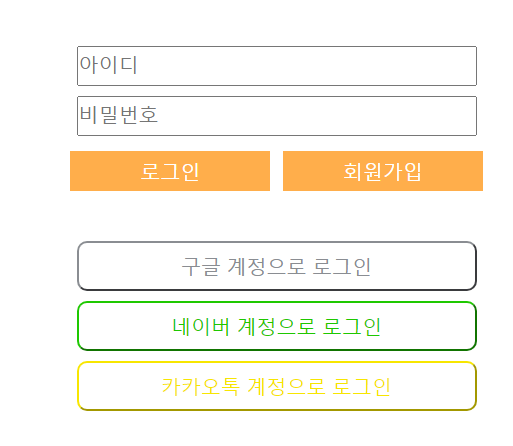 아이디
비밀번호
로그인 회원가입
구글 계정으로 로그인
네이버 계정으로 로그인
카카오톡 계정으로 로그인